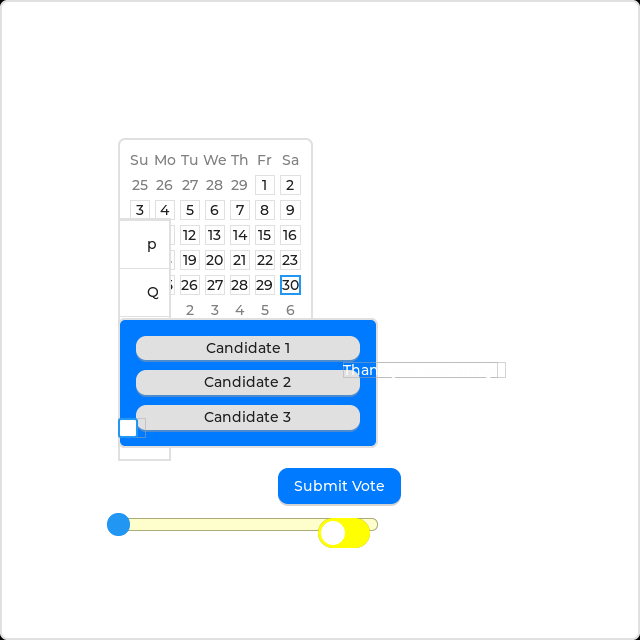 Su Mo Tu We Th Fr Sa
25 26 27 28 29 1 2
3 4 5 6 7 8 9
12 13 14 15 16
p
19 20 21 22 23
26 27 28 29 30
Q
2 3 4 5 6
Candidate 1
Candidate 2
Candidate 3
Submit Vote